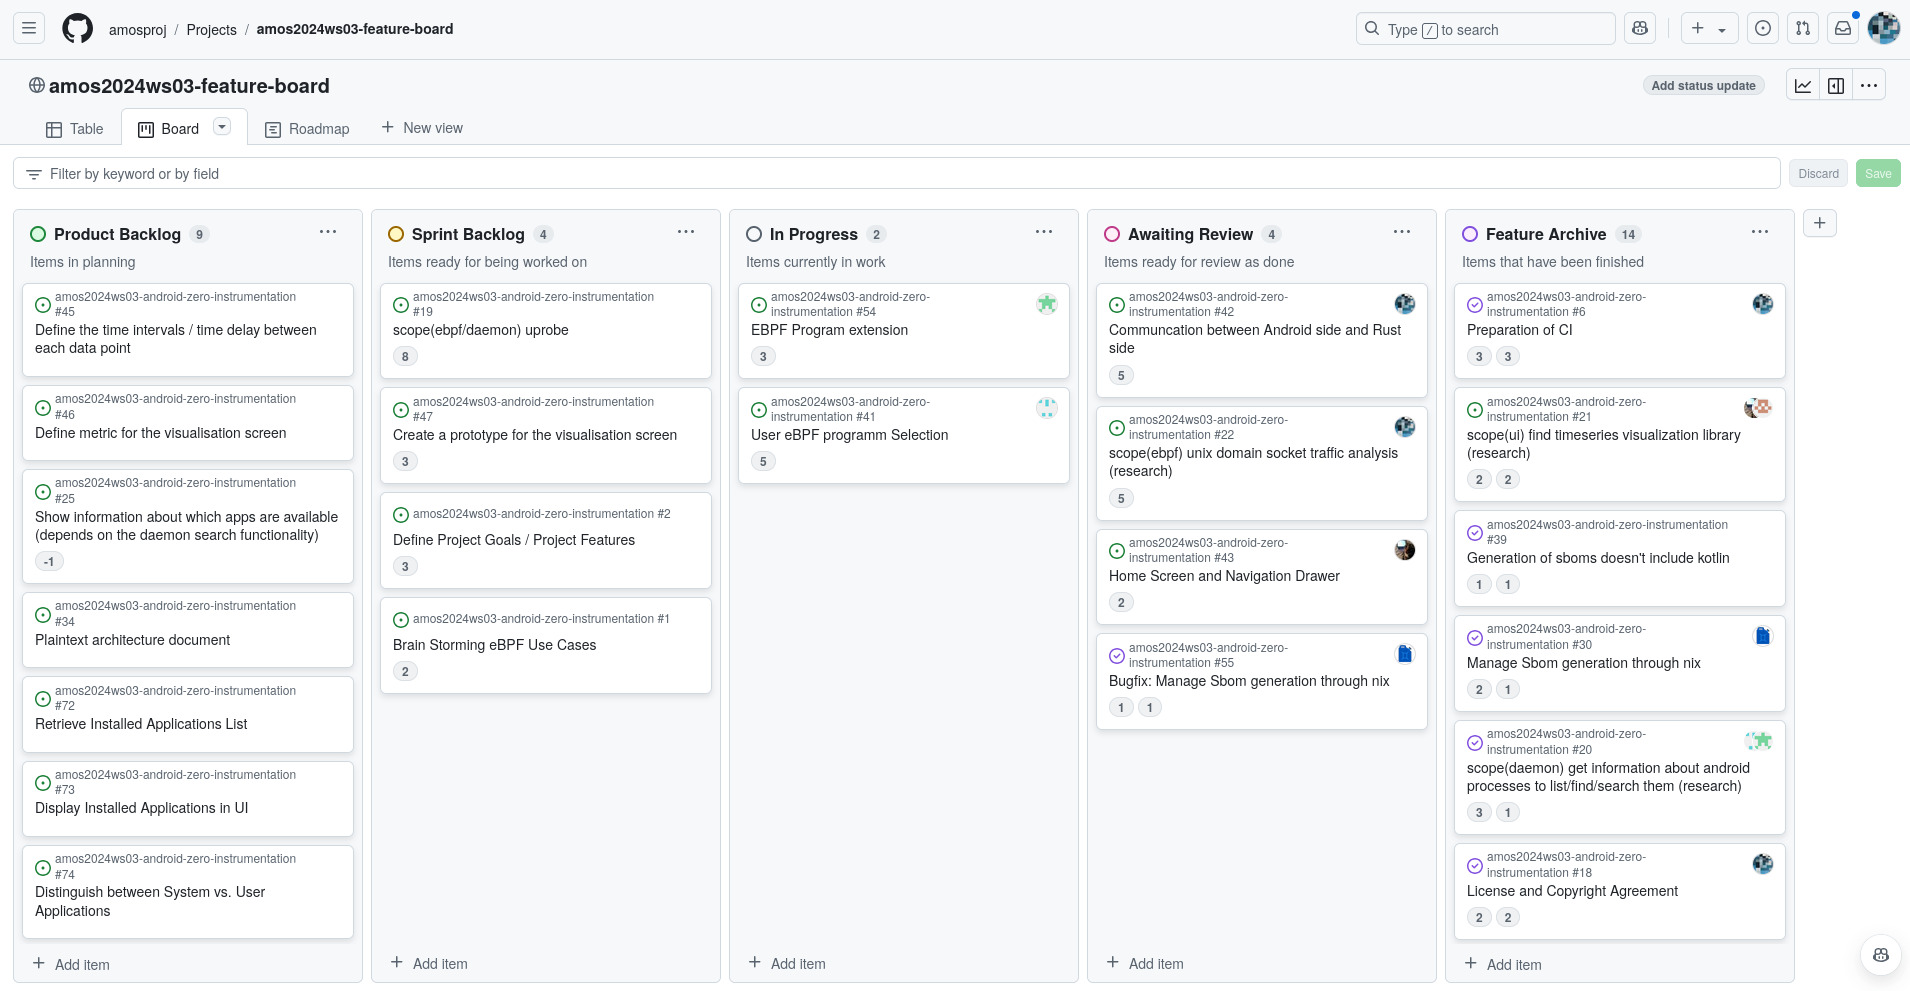 amosproj / Projects / amos2024ws03-feature-board
Type / to search
amos2024ws03-feature-board
Add status update
Table
Board
Roadmap
New view
Filter by keyword or by field
Discard
Save
Product Backlog 9
Items in planning
amos2024ws03-android-zero-instrumentation
#45
Define the time intervals / time delay between
each data point
amos2024ws03-android-zero-instrumentation
#46
Define metric for the visualisation screen
amos2024ws03-android-zero-instrumentation
#25
Show information about which apps are available
(depends on the daemon search functionality)
-1
amos2024ws03-android-zero-instrumentation
#34
Plaintext architecture document
amos2024ws03-android-zero-instrumentation
#72
Retrieve Installed Applications List
amos2024ws03-android-zero-instrumentation
#73
Display Installed Applications in UI
amos2024ws03-android-zero-instrumentation
#74
Distinguish between System vs. User
Applications
Add item
Sprint Backlog 4
Items ready for being worked on
amos2024ws03-android-zero-instrumentation
#19
scope(ebpf/daemon) uprobe
8
amos2024ws03-android-zero-instrumentation
#47
Create a prototype for the visualisation screen
3
amos2024ws03-android-zero-instrumentation #2
Define Project Goals / Project Features
3
amos2024ws03-android-zero-instrumentation #1
Brain Storming eBPF Use Cases
2
Add item
In Progress 2
Items currently in work
amos2024ws03-android-zero-
instrumentation #54
EBPF Program extension
3
amos2024ws03-android-zero-
instrumentation #41
User eBPF programm Selection
5
Add item
Awaiting Review 4
Items ready for review as done
amos2024ws03-android-zero-
instrumentation #42
Communcation between Android side and Rust
side
5
amos2024ws03-android-zero-
instrumentation #22
scope(ebpf) unix domain socket traffic analysis
(research)
5
amos2024ws03-android-zero-
instrumentation #43
Home Screen and Navigation Drawer
2
amos2024ws03-android-zero-
instrumentation #55
Bugfix: Manage Sbom generation through nix
1 1
Add item
Feature Archive 14
Items that have been finished
amos2024ws03-android-zero-
instrumentation #6
Preparation of CI
3 3
amos2024ws03-android-zero-
instrumentation #21
scope(ui) find timeseries visualization library
(research)
2 2
amos2024ws03-android-zero-instrumentation
#39
Generation of sboms doesn't include kotlin
1 1
amos2024ws03-android-zero-
instrumentation #30
Manage Sbom generation through nix
2 1
amos2024ws03-android-zero-
instrumentation #20
scope(daemon) get information about android
processes to list/find/search them (research)
3 1
amos2024ws03-android-zero-
instrumentation #18
License and Copyright Agreement
2 2
Add item